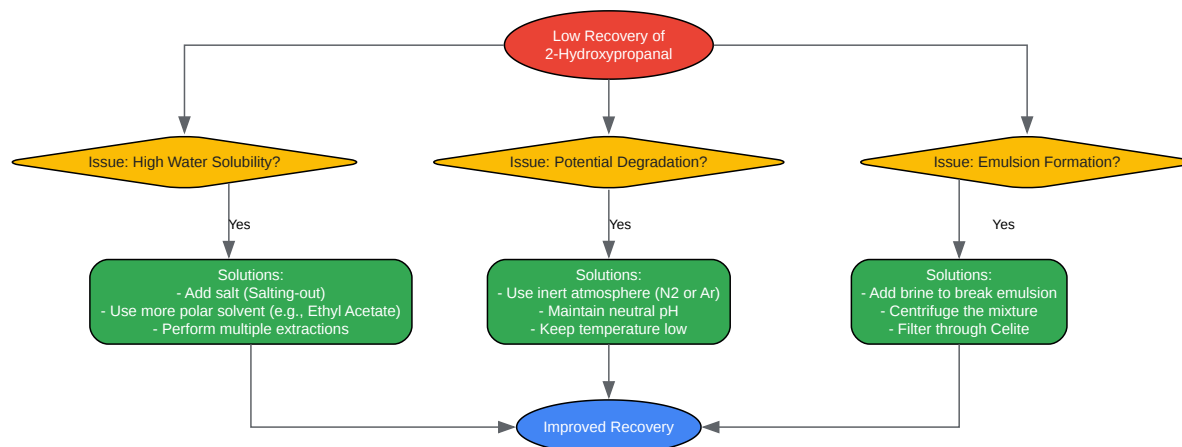 Low Recovery of
2-Hydroxypropanal
Issue: High Water Solubility?
Issue: Potential Degradation?
Issue: Emulsion Formation?
Yes
Yes
Yes
Solutions:
- Add salt (Salting-out)
- Use more polar solvent (e.g., Ethyl Acetate)
- Perform multiple extractions
Solutions:
- Use inert atmosphere (N2 or Ar)
- Maintain neutral pH
- Keep temperature low
Solutions:
- Add brine to break emulsion
- Centrifuge the mixture
- Filter through Celite
Improved Recovery